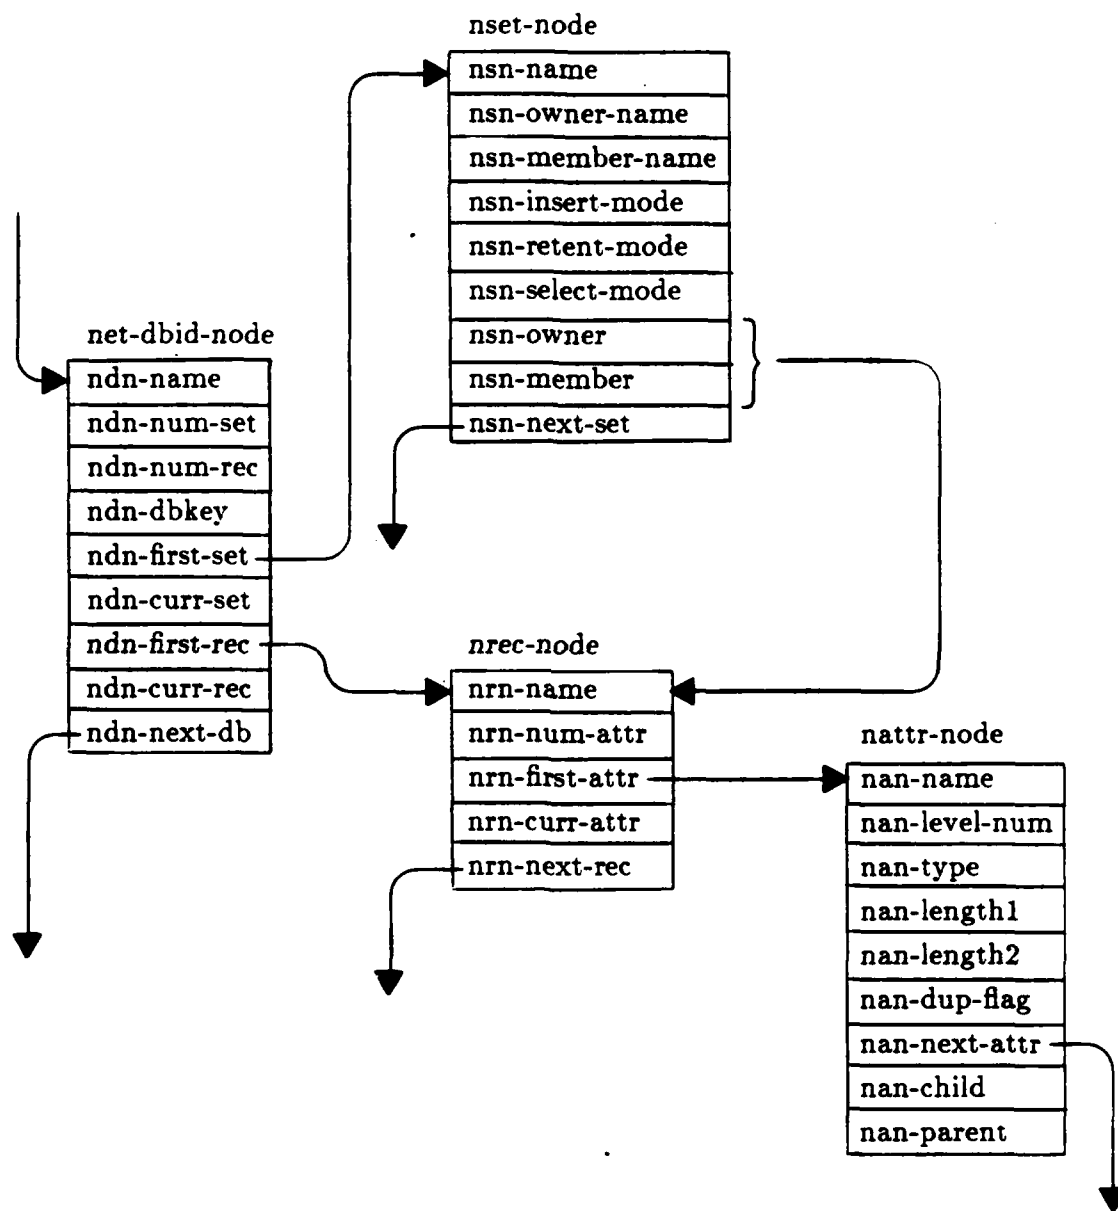 nset-node
nsn-name
nsn-owner-name
nsn-member-name
nsn-insert-mode
nsn-retent-mode
nsn-select-mode
nsn-owner
nsn-member
nsn-next-set
net-dbid-node
ndn-name
ndn-num-set
ndn-num-rec
ndn-dbkey
ndn-first-set
ndn-curr-set
ndn-first-rec
ndn-curr-rec
ndn-next-db
nrec-node
nrn-name
nrn-num-attr
nrn-first-attr
nrn-curr-attr
nrn-next-rec
nattr-node
nan-name
nan-level-num
nan-type
nan-length1
nan-length2
nan-dup-flag
nan-next-attr
nan-child
nan-parent